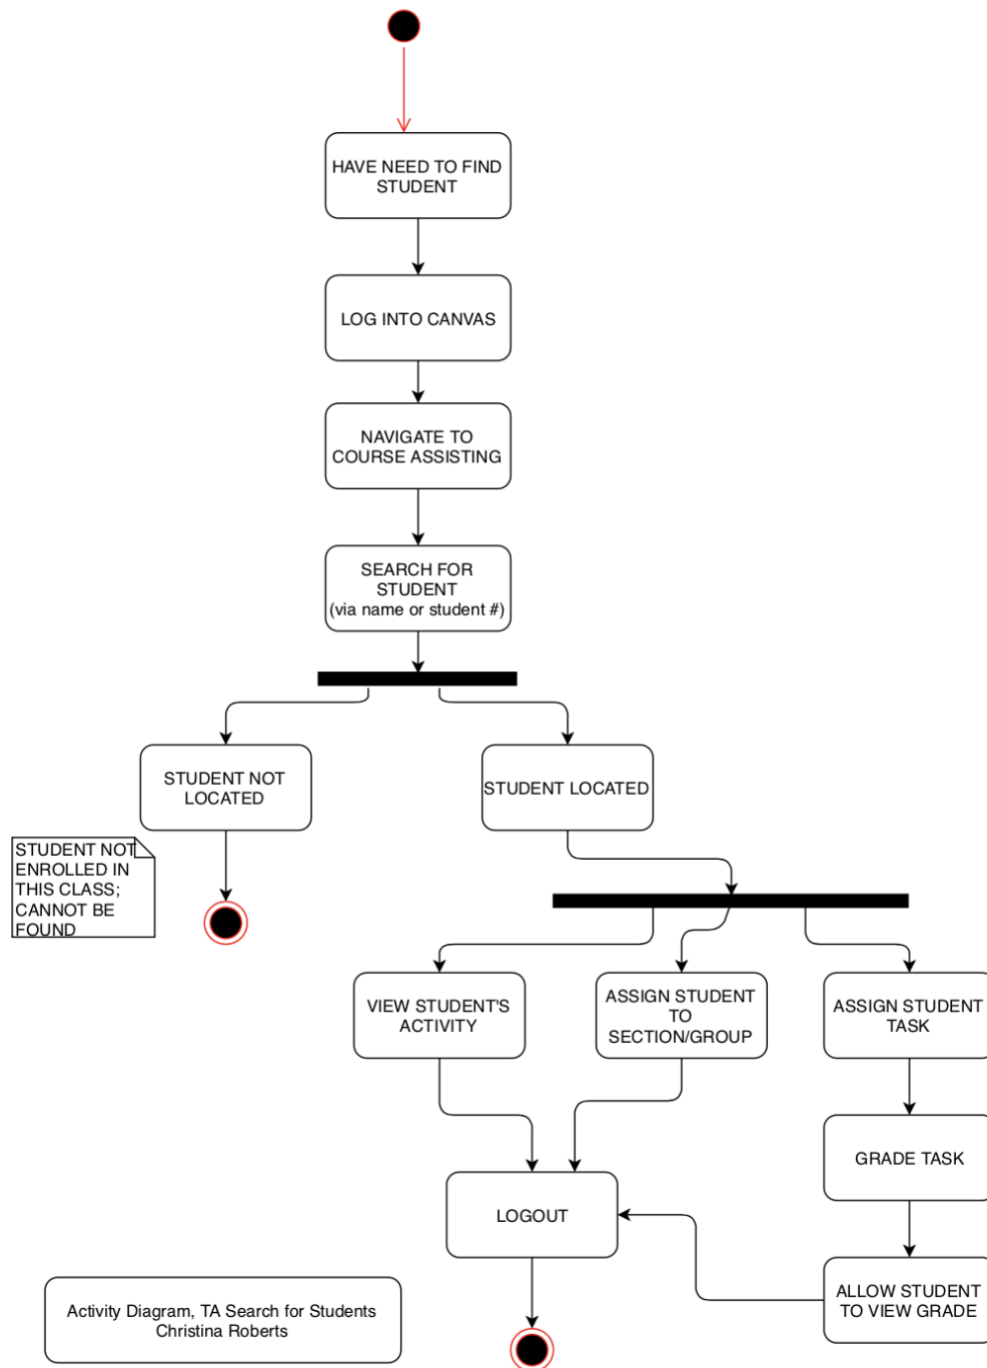 HAVE NEED TO FIND
STUDENT
LOG INTO CANVAS
NAVIGATE TO
COURSE ASSISTING
SEARCH FOR
STUDENT
(via name or student #)
STUDENT NOT
LOCATED
STUDENT LOCATED
STUDENT NOT
ENROLLED IN
THIS CLASS;
CANNOT BE
FOUND
VIEW STUDENT'S
ACTIVITY
ASSIGN STUDENT
TO
SECTION/GROUP
ASSIGN STUDENT
TASK
GRADE TASK
LOGOUT
ALLOW STUDENT
TO VIEW GRADE
Activity Diagram, TA Search for Students
Christina Roberts